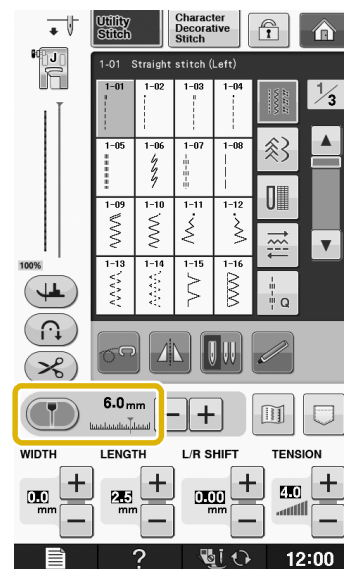 Utility
Stitch
Character
Decorative
Stitch
J
1-01 Straight stitch (Left)
1-01 1-02 1-03 1-04
1/3
1-05 1-06 1-07 1-08
1-09 1-10 1-11 1-12
1-13 1-14 1-15 1-16
100%
Q
6.0 mm
- +
WIDTH LENGTH L/R SHIFT TENSION
0.0 mm + - 2.5 mm + - 0.00 mm + - 4.0 + -
? 12:00